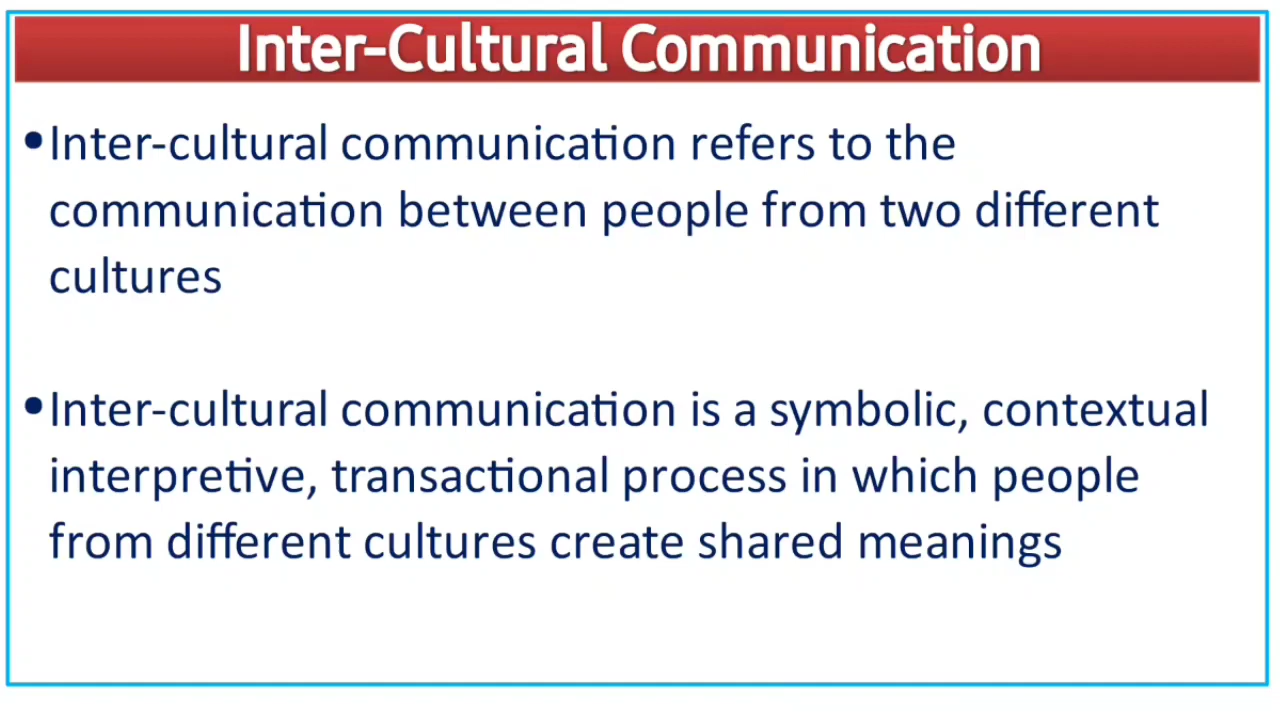 Inter-Cultural Communication
•Inter-cultural communication refers to the
communication between people from two different
cultures
•Inter-cultural communication is a symbolic, contextual
interpretive, transactional process in which people
from different cultures create shared meanings